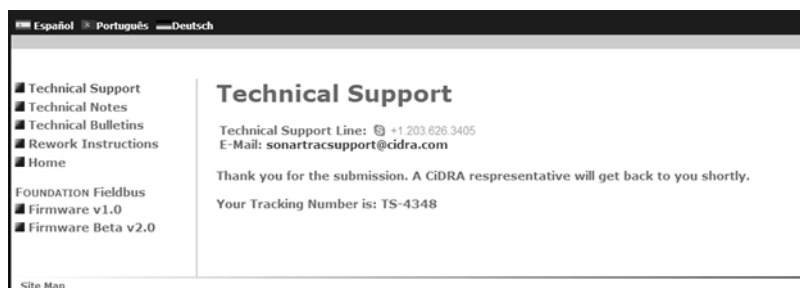 Español Português Deutsch
Technical Support
Technical Notes
Technical Bulletins
Rework Instructions
Home
FOUNDATION Fieldbus
Firmware v1.0
Firmware Beta v2.0
Technical Support
Technical Support Line: +1.203.626.3405
E-Mail: sonartracsupport@cidra.com
Thank you for the submission. A CiDRA respresentative will get back to you shortly.
Your Tracking Number is: TS-4348
Site Map